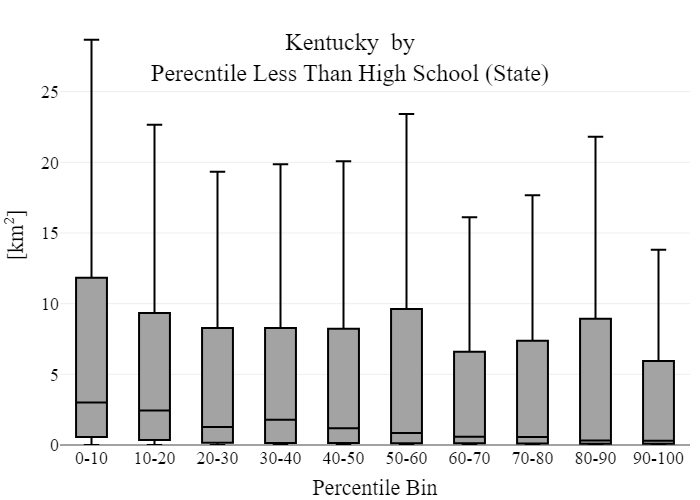 Kentucky by
Perecntile Less Than High School (State)
25
20
15
10
5
0
[km²]
0-10 10-20 20-30 30-40 40-50 50-60 60-70 70-80 80-90 90-100
Percentile Bin